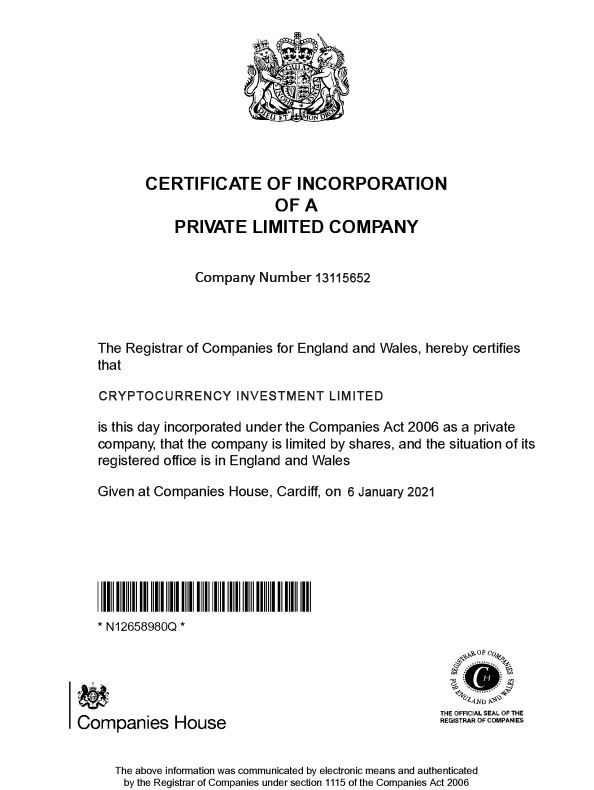 CERTIFICATE OF INCORPORATION
OF A
PRIVATE LIMITED COMPANY
Company Number 13115652
The Registrar of Companies for England and Wales, hereby certifies
that
CRYPTOCURRENCY INVESTMENT LIMITED
is this day incorporated under the Companies Act 2006 as a private
company, that the company is limited by shares, and the situation of its
registered office is in England and Wales
Given at Companies House, Cardiff, on 6 January 2021
* N12658980Q *
Companies House
REGISTRAR OF COMPANIES
FOR ENGLAND AND WALES
CH
THE OFFICIAL SEAL OF THE
REGISTRAR OF COMPANIES
The above information was communicated by electronic means and authenticated
by the Registrar of Companies under section 1115 of the Companies Act 2006